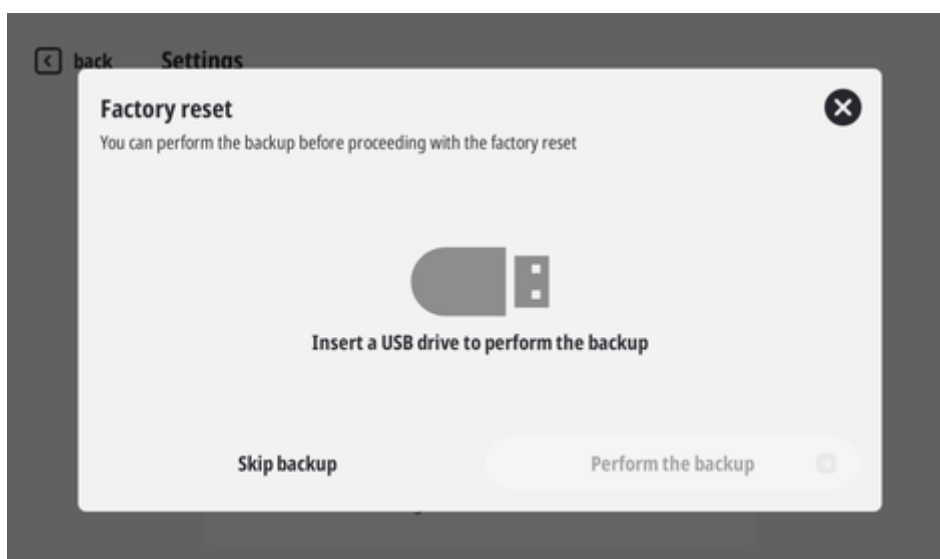 back Settings
Factory reset
You can perform the backup before proceeding with the factory reset
Insert a USB drive to perform the backup
Skip backup Perform the backup